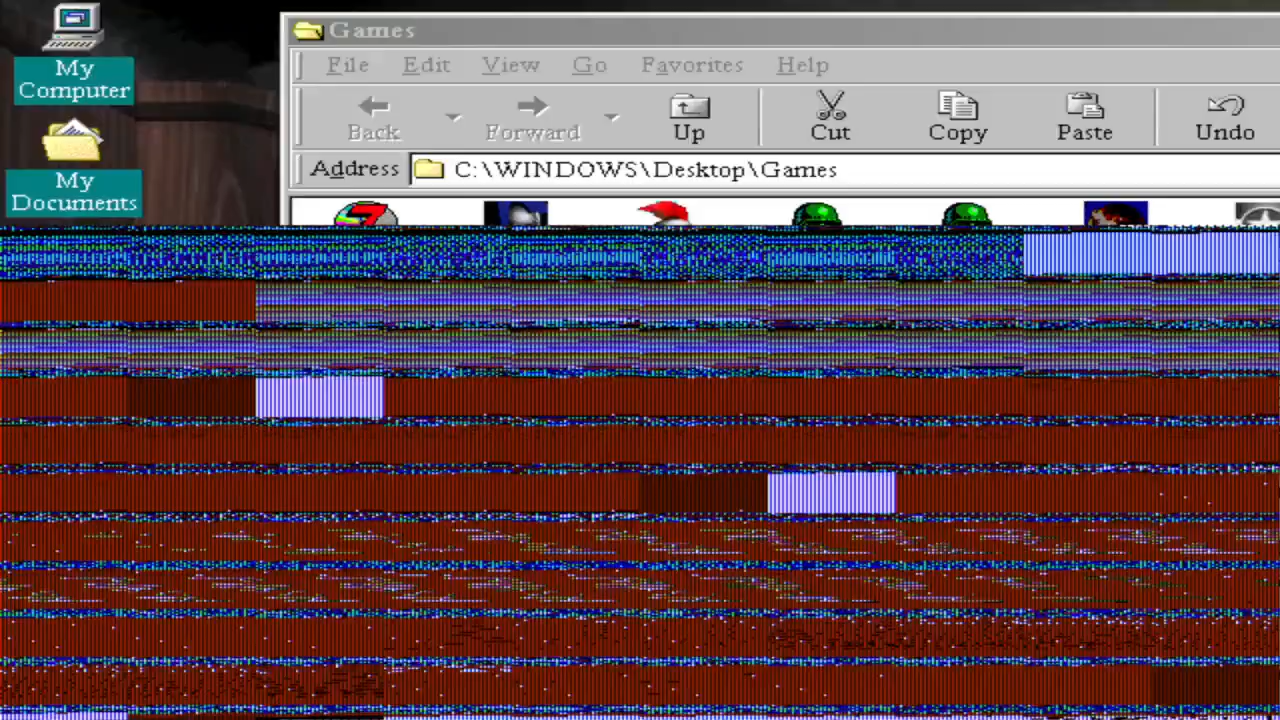 My
Computer
My
Documents
Games
File Edit View Go Favorites Help
Back Forward Up Cut Copy Paste Undo
Address C:\WINDOWS\Desktop\Games